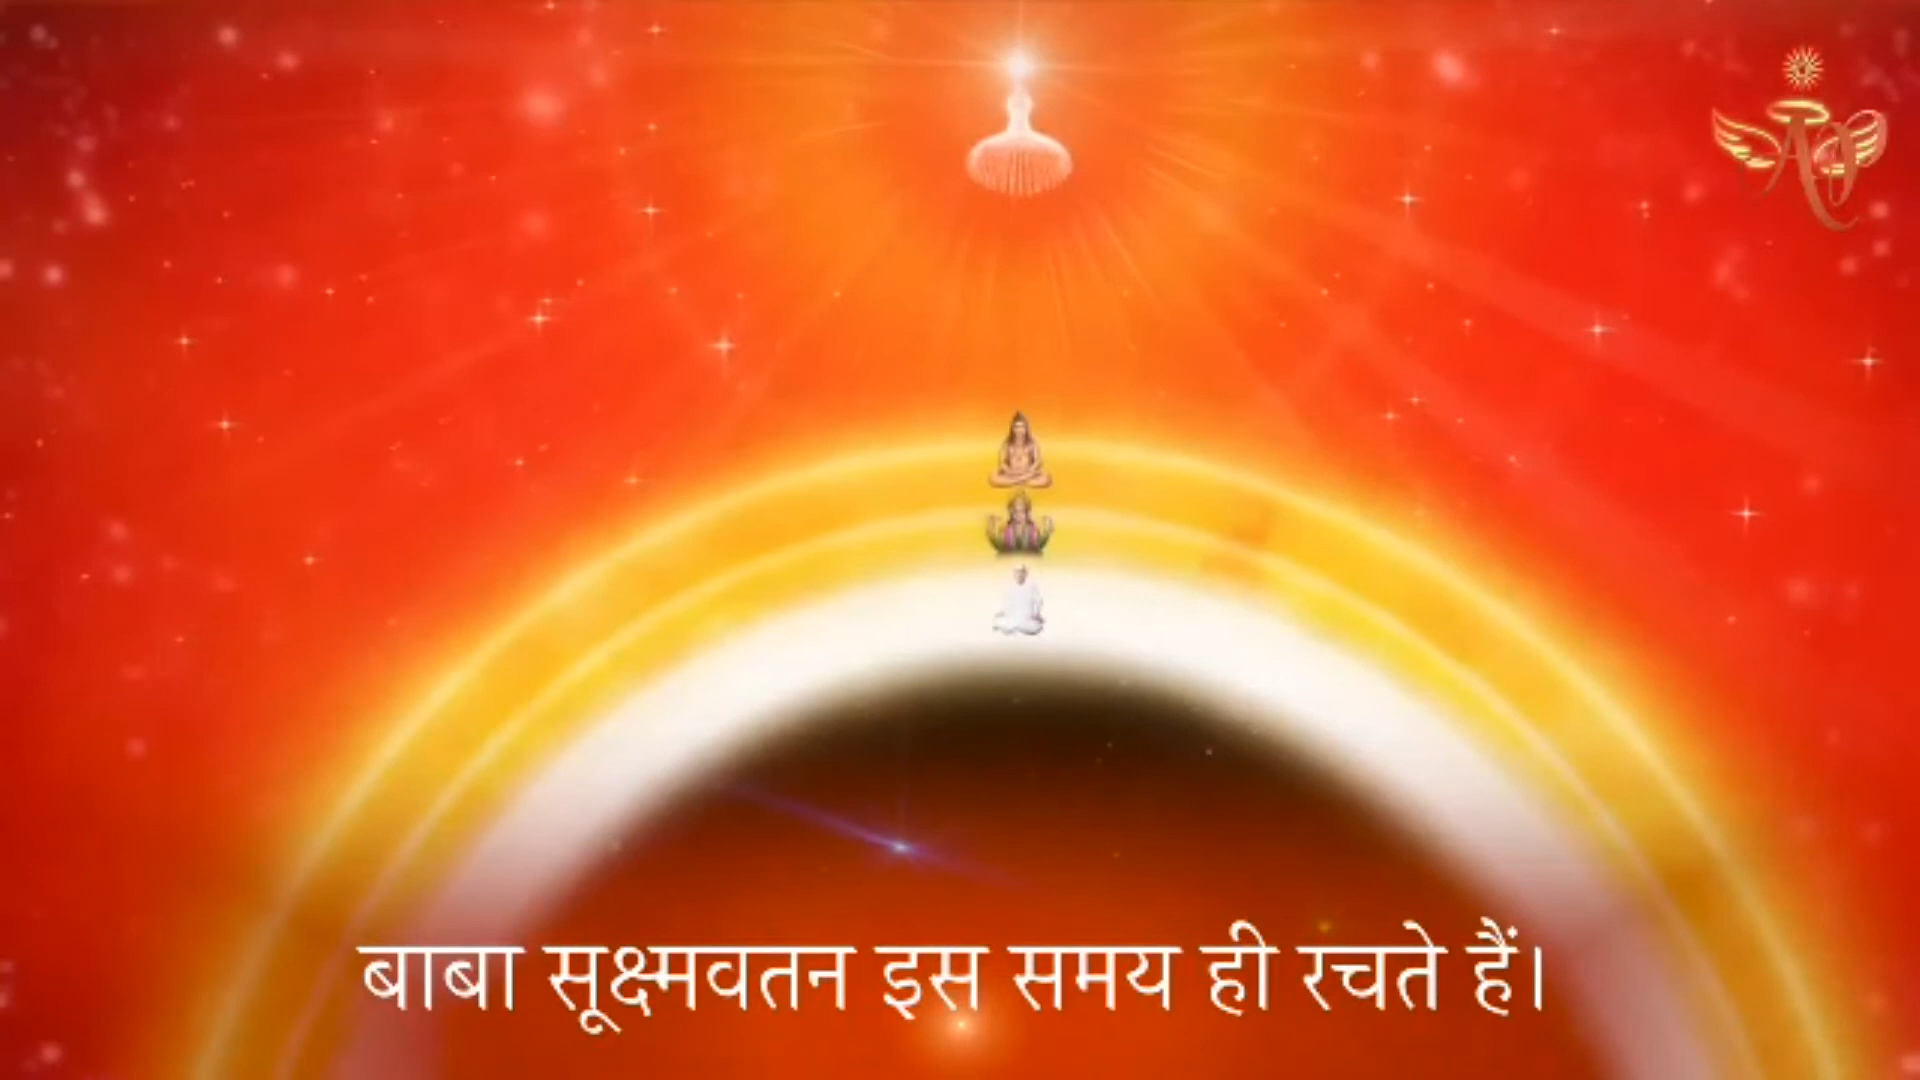 बाबा सूक्ष्मवतन इस समय ही रचते हैं।